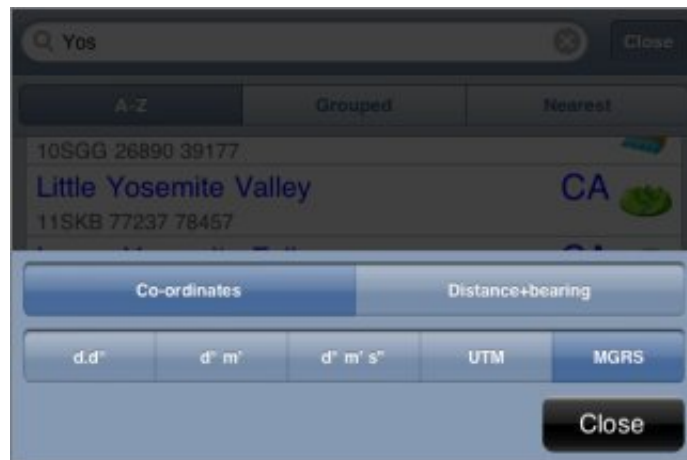 Yos
Close
A-Z Grouped Nearest
10SGG 26890 39177
Little Yosemite Valley CA
11SKB 77237 78457
Co-ordinates Distance+bearing
d.d° d° m' d° m' s" UTM MGRS
Close